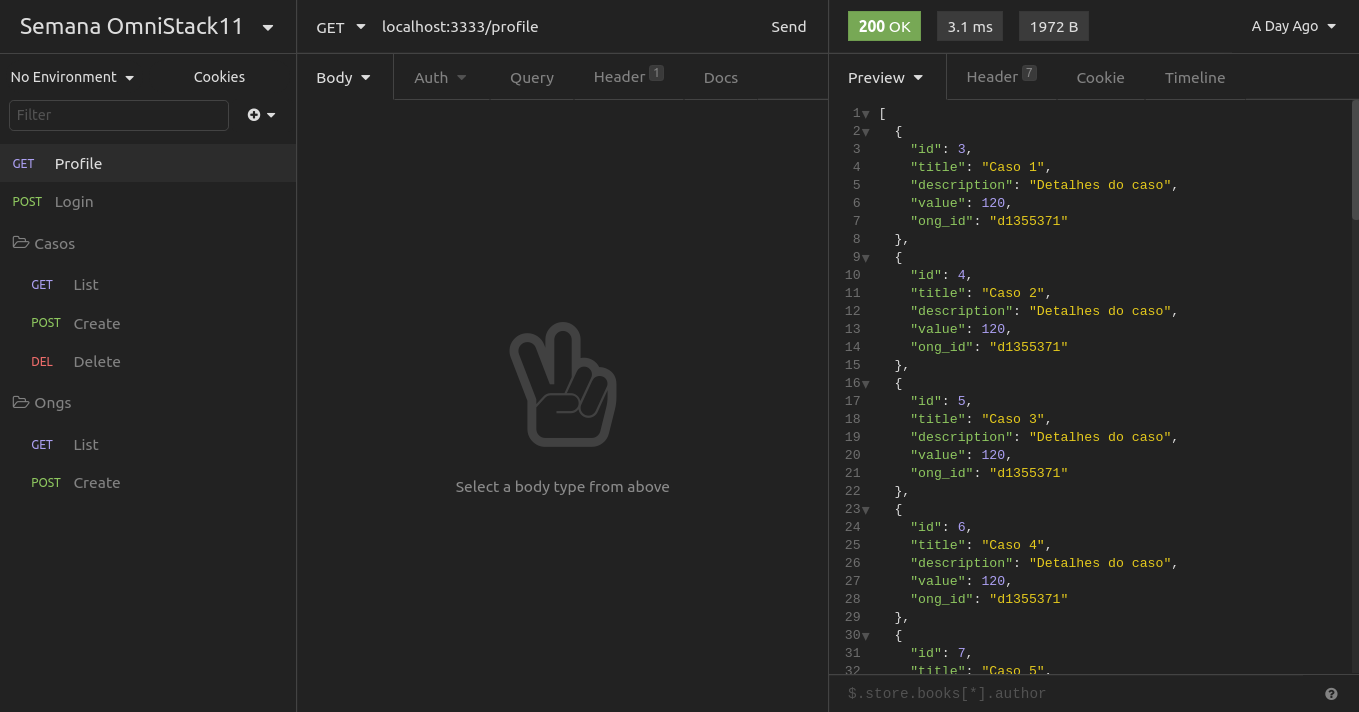 Semana OmniStack11
No Environment
Cookies
Filter
GET Profile
POST Login
Casos
GET List
POST Create
DEL Delete
Ongs
GET List
POST Create
GET localhost:3333/profile Send
Body Auth Query Header 1 Docs
Select a body type from above
200 OK 3.1 ms 1972 B A Day Ago
Preview Header 7 Cookie Timeline
1 [
2 {
3 "id": 3,
4 "title": "Caso 1",
5 "description": "Detalhes do caso",
6 "value": 120,
7 "ong_id": "d1355371"
8 },
9 {
10 "id": 4,
11 "title": "Caso 2",
12 "description": "Detalhes do caso",
13 "value": 120,
14 "ong_id": "d1355371"
15 },
16 {
17 "id": 5,
18 "title": "Caso 3",
19 "description": "Detalhes do caso",
20 "value": 120,
21 "ong_id": "d1355371"
22 },
23 {
24 "id": 6,
25 "title": "Caso 4",
26 "description": "Detalhes do caso",
27 "value": 120,
28 "ong_id": "d1355371"
29 },
30 {
31 "id": 7,
32 "title": "Caso 5",
$.store.books[*].author